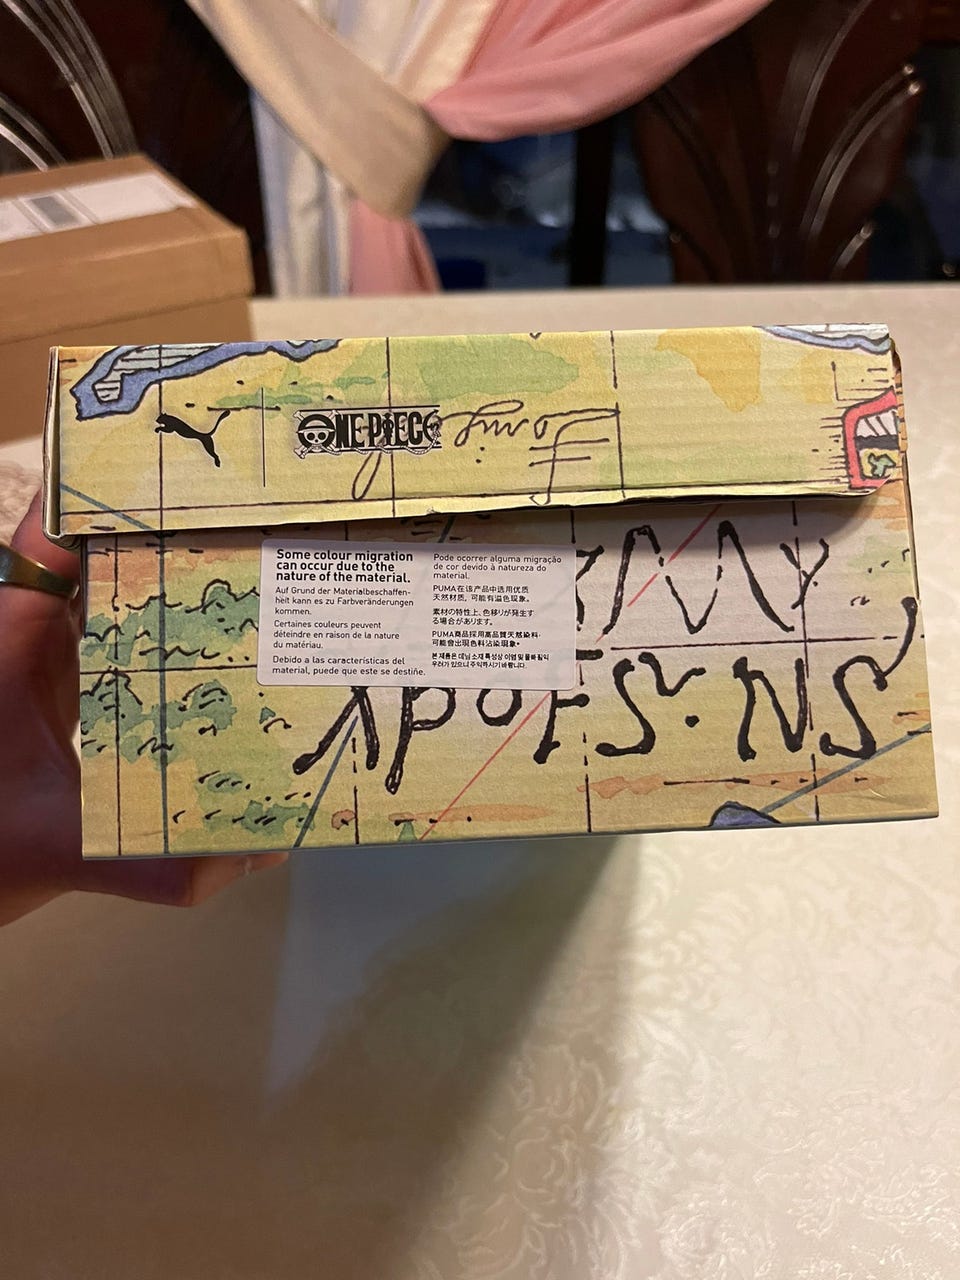 ONE PIECE
Some colour migration
can occur due to the
nature of the material.
Auf Grund der Materialbeschaffen-
heit kann es zu Farbveränderungen
kommen.
Certaines couleurs peuvent
déteindre en raison de la nature
du matériau.
Debido a las características del
material, puede que este se destiñe.
Pode ocorrer alguma migração
de cor devido à natureza do
material.
PUMA在该产品中选用优质
天然材质，可能有溢色现象。
素材の特性上、色移りが発生す
る場合があります。
PUMA商品採用高品質天然染料，
可能會出現色料沾染現象。
본 제품은 데님 소재 특성상 이염 및 물빠짐의
우려가 있으니 주의하시기 바랍니다.